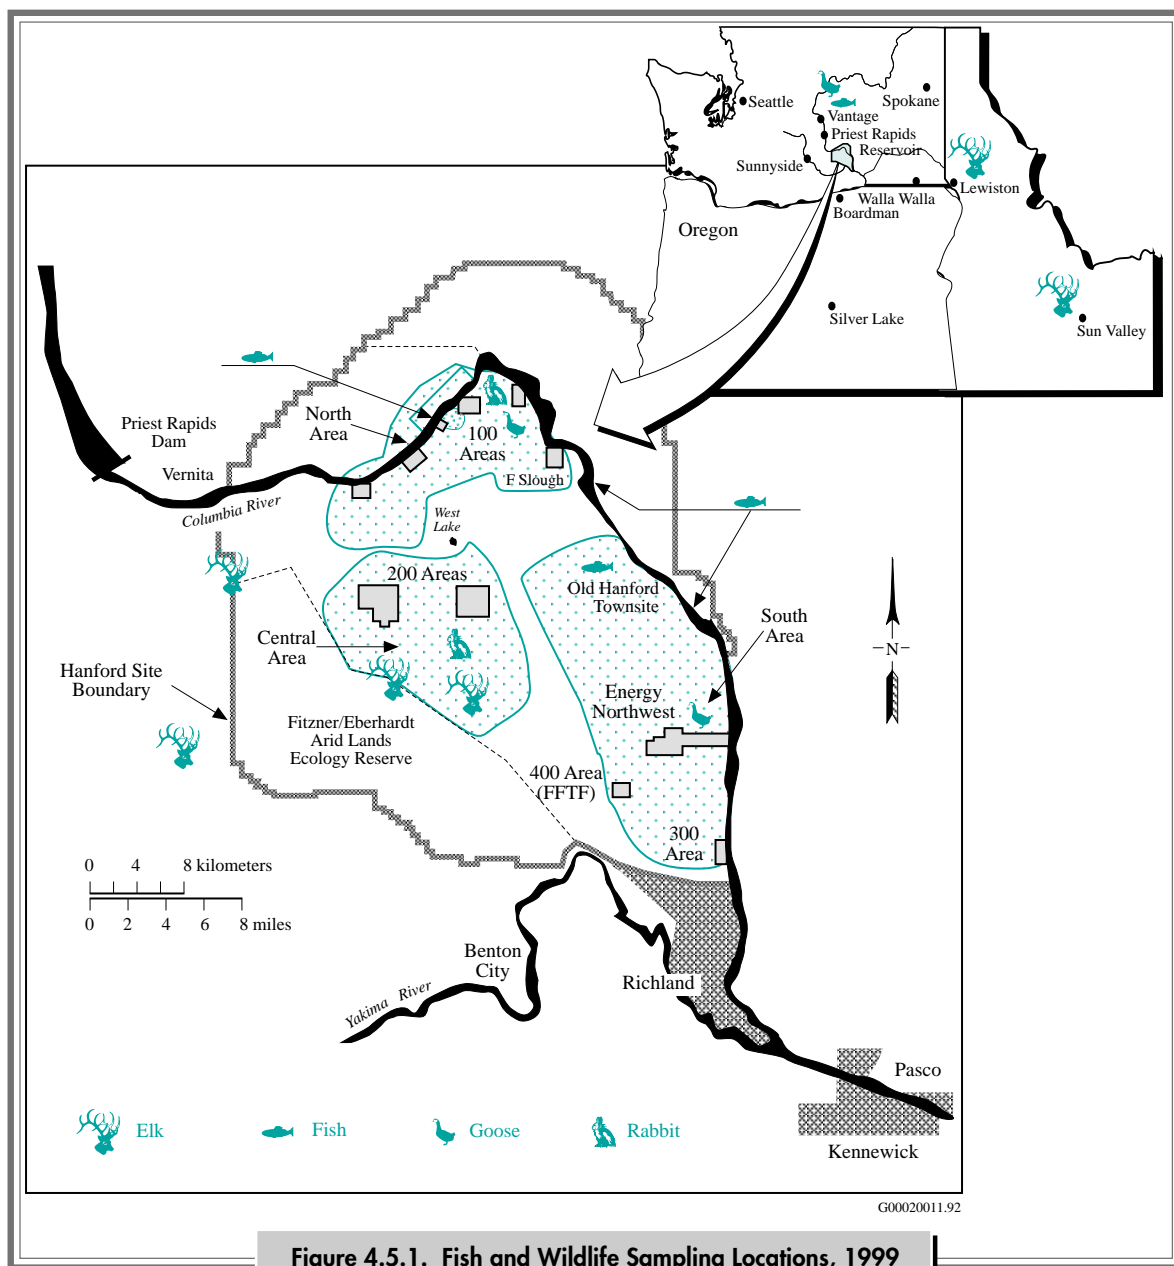 Seattle
Spokane
Vantage
Priest Rapids
Reservoir
Sunnyside
Lewiston
Walla Walla
Boardman
Oregon
Silver Lake
Sun Valley
Priest Rapids
Dam
North
Area
Vernita
100
Areas
F Slough
Columbia River
West
Lake
200 Areas
Old Hanford
Townsite
South
Area
Central
Area
N
Hanford Site
Boundary
Energy
Northwest
Fitzner/Eberhardt
Arid Lands
Ecology Reserve
400 Area
(FFTF)
300
Area
0 4 8 kilometers
0 2 4 6 8 miles
Benton
City
Richland
Yakima River
Pasco
Kennewick
Elk
Fish
Goose
Rabbit
G00020011.92
Figure 4.5.1. Fish and Wildlife Sampling Locations, 1999